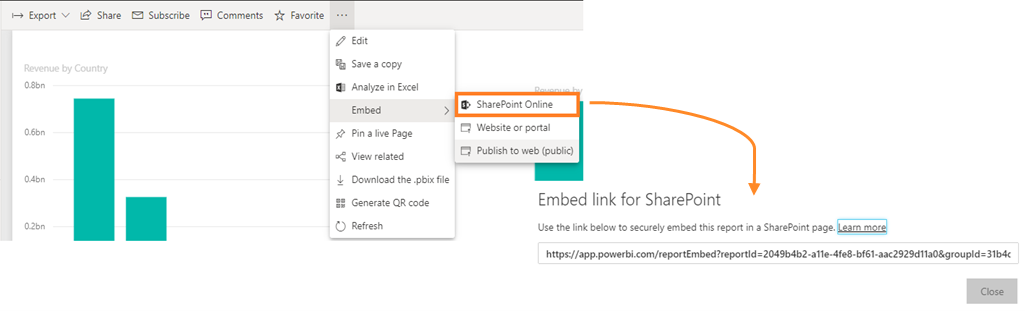 Export
Share
Subscribe
Comments
Favorite
...
Revenue by Country
0.8bn
0.6bn
0.4bn
0.2bn
Edit
Save a copy
Analyze in Excel
Embed
Pin a live Page
View related
Download the .pbix file
Generate QR code
Refresh
SharePoint Online
Website or portal
Publish to web (public)
Revenue by
Embed link for SharePoint
Use the link below to securely embed this report in a SharePoint page. Learn more
https://app.powerbi.com/reportEmbed?reportId=2049b4b2-a11e-4fe8-bf61-aac2929d11a0&groupId=31b4c
Close